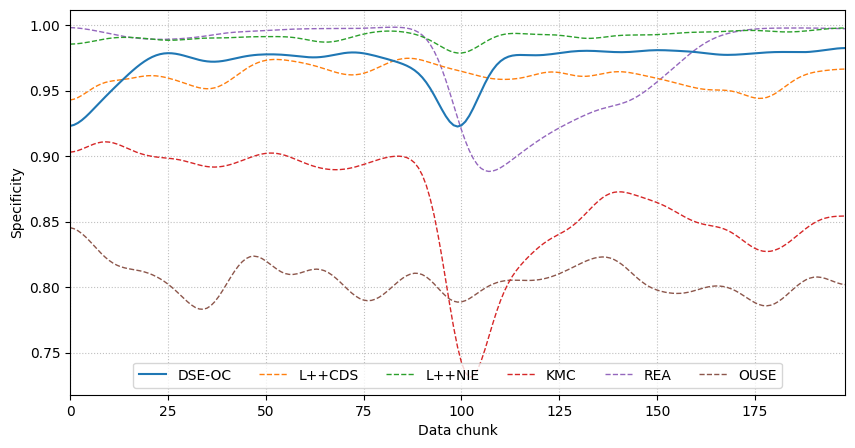 1.00
0.95
0.90
0.85
0.80
0.75
Specificity
DSE-OC L++CDS L++NIE KMC REA OUSE
0 25 50 75 100 125 150 175
Data chunk